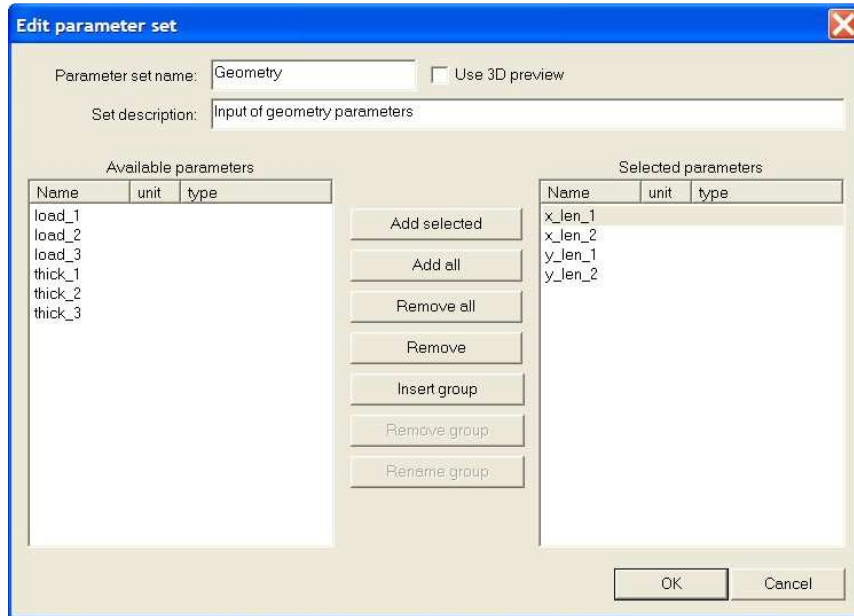 Edit parameter set
Parameter set name: Geometry Use 3D preview
Set description: Input of geometry parameters
Available parameters
Name unit type
load_1
load_2
load_3
thick_1
thick_2
thick_3
Add selected
Add all
Remove all
Remove
Insert group
Remove group
Rename group
Selected parameters
Name unit type
x_len_1
x_len_2
y_len_1
y_len_2
OK Cancel